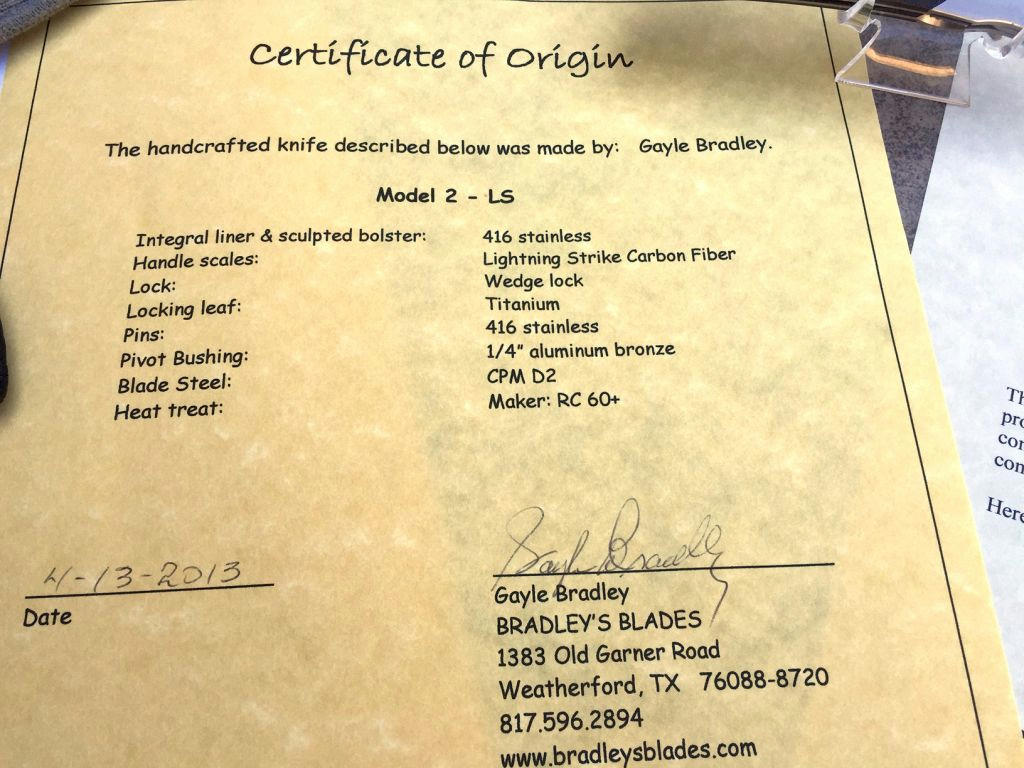 Certificate of Origin
The handcrafted knife described below was made by: Gayle Bradley.
Model 2 - LS
Integral liner & sculpted bolster: 416 stainless
Handle scales: Lightning Strike Carbon Fiber
Lock: Wedge lock
Locking leaf: Titanium
Pins: 416 stainless
Pivot Bushing: 1/4" aluminum bronze
Blade Steel: CPM D2
Heat treat: Maker: RC 60+
4-13-2013
Date
Gayle Bradley
Gayle Bradley
BRADLEY'S BLADES
1383 Old Garner Road
Weatherford, TX 76088-8720
817.596.2894
www.bradleysblades.com
Here